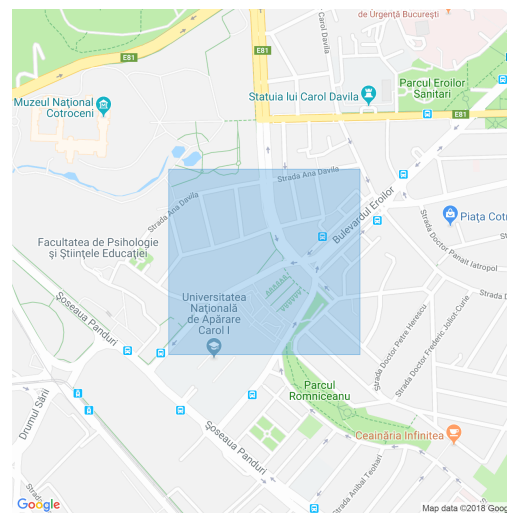 de Urgență București
Carol Davila
E81
E81
E81
Muzeul Național
Cotroceni
Statuia lui Carol Davila
Parcul Eroilor
Sanitari
Strada Ana Davila
Strada Ana Davila
Bulevardul Eroilor
Piața Cotr
Strada Doctor Panait Iatropol
Facultatea de Psihologie
și Științele Educației
Universitatea
Națională
de Apărare
Carol I
Șoseaua Panduri
Strada D
Strada Doctor Petre Herescu
Strada Doctor Frederic Joliot-Curie
Drumul Sării
Parcul
Romniceanu
Ceainăria Infinitea
Șoseaua Panduri
Strada Anibal Teohari
Strada
Google
Map data ©2018 Goog